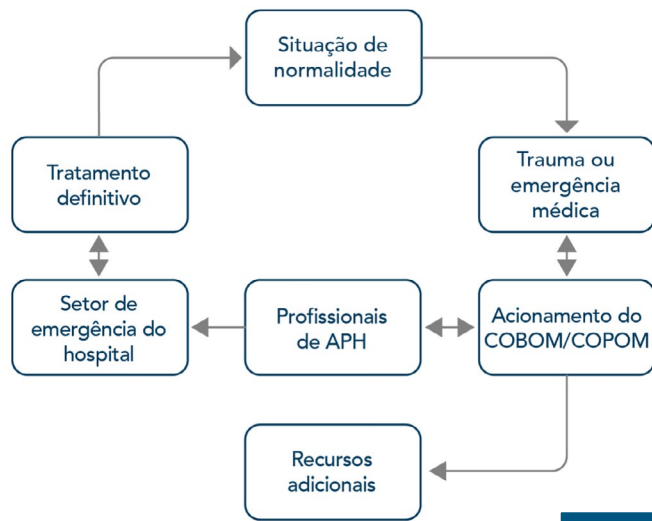 Situação de
normalidade
Tratamento
definitivo
Trauma ou
emergência
médica
Setor de
emergência do
hospital
Profissionais
de APH
Acionamento do
COBOM/COPOM
Recursos
adicionais